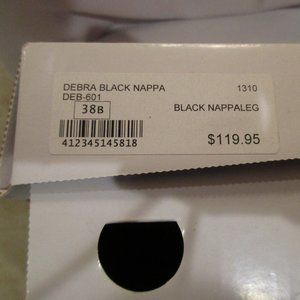 DEBRA BLACK NAPPA 1310
DEB-601
38B BLACK NAPPALEG
412345145818 $119.95